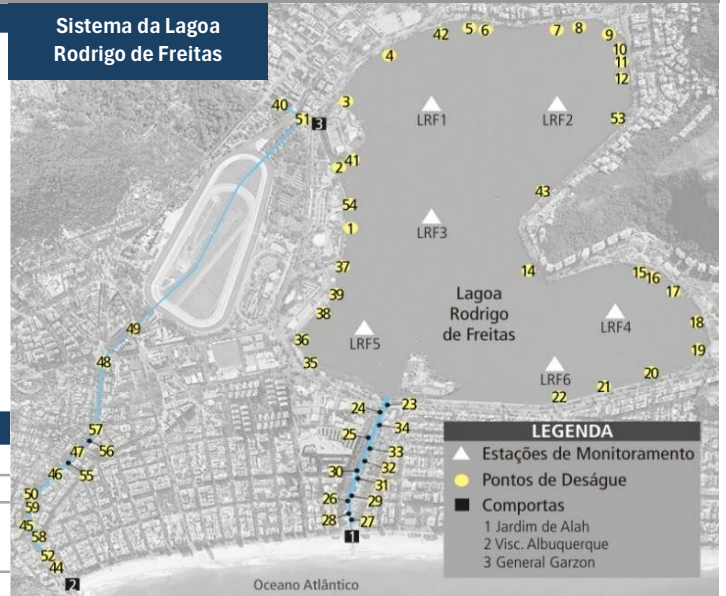 Sistema da Lagoa
Rodrigo de Freitas
5 6 7 8
42 9
4 10
11
12
40 3
51 3 53
LRF1 LRF2
2 41
43
54
1 LRF3
37 14 15 16
17
39 Lagoa
38 Rodrigo
de Freitas
LRF4 18
49 LRF5
36 19
48 35 LRF6 20
21
22
24 23
57 25 34
47 56 33
46 55 30 32
31
50 26 29
59 28 27
45 58 1
52
44
2
LEGENDA
Estações de Monitoramento
Pontos de Deságue
Comportas
1 Jardim de Alah
2 Visc. Albuquerque
3 General Garzon
Oceano Atlântico